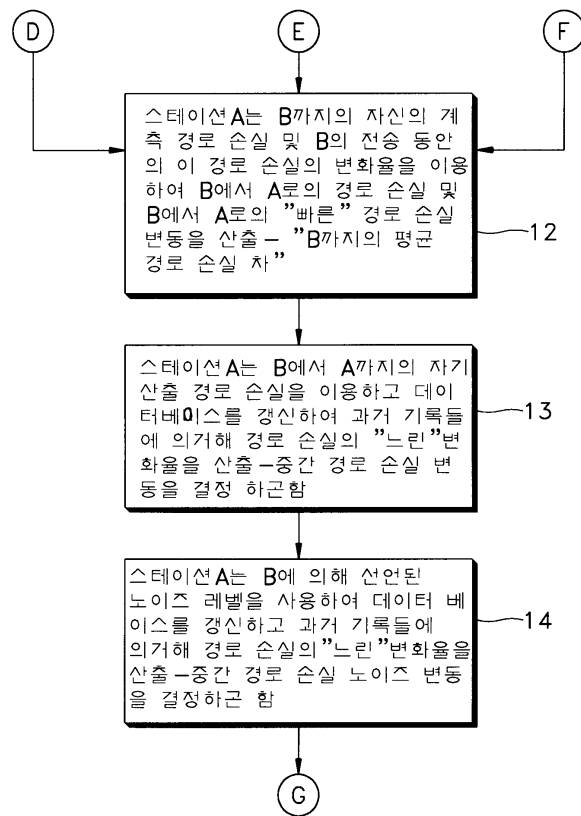 D
E
F
스테이션A는 B까지의 자신의 계
측 경로 손실 및 B의 전송 동안
의 이 경로 손실의 변화율을 이용
하여 B에서 A로의 경로 손실 및
B에서 A로의 "빠른" 경로 손실
변동을 산출– "B까지의 평균
경로 손실 차"
12
스테이션A는 B에서 A까지의 자기
산출 경로 손실을 이용하고 데이
터베이스를 갱신하여 과거 기록들
에 의거해 경로 손실의 "느린"변
화율을 산출–중간 경로 손실 변
동을 결정 하곤함
13
스테이션A는 B에 의해 선언된
노이즈 레벨을 사용하여 데이터 베
이스를 갱신하고 과거 기록들에
의거해 경로 손실의"느린"변화율을
산출–중간 경로 손실 노이즈 변동
을 결정하곤 함
14
G